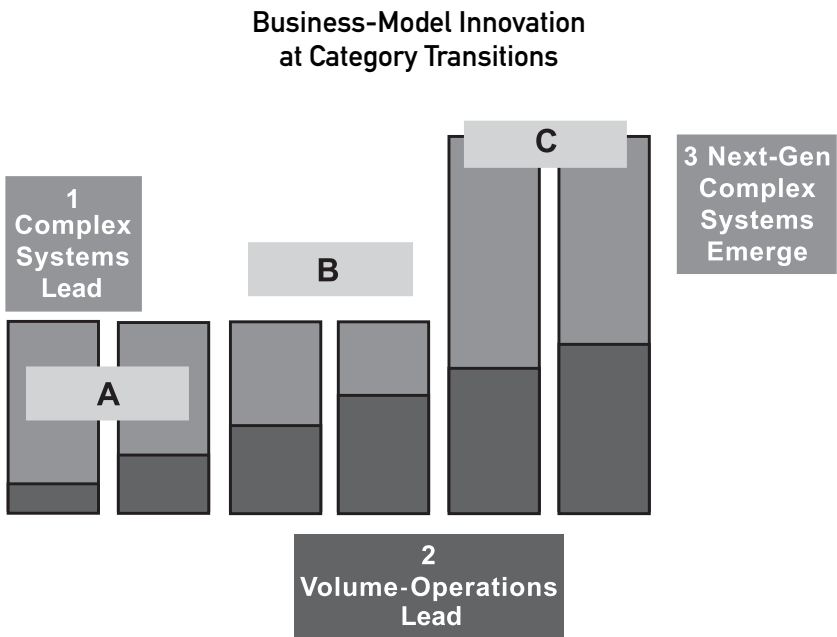 Business-Model Innovation
at Category Transitions
C
3 Next-Gen
Complex
Systems
Emerge
1
Complex
Systems
Lead
B
A
2
Volume-Operations
Lead